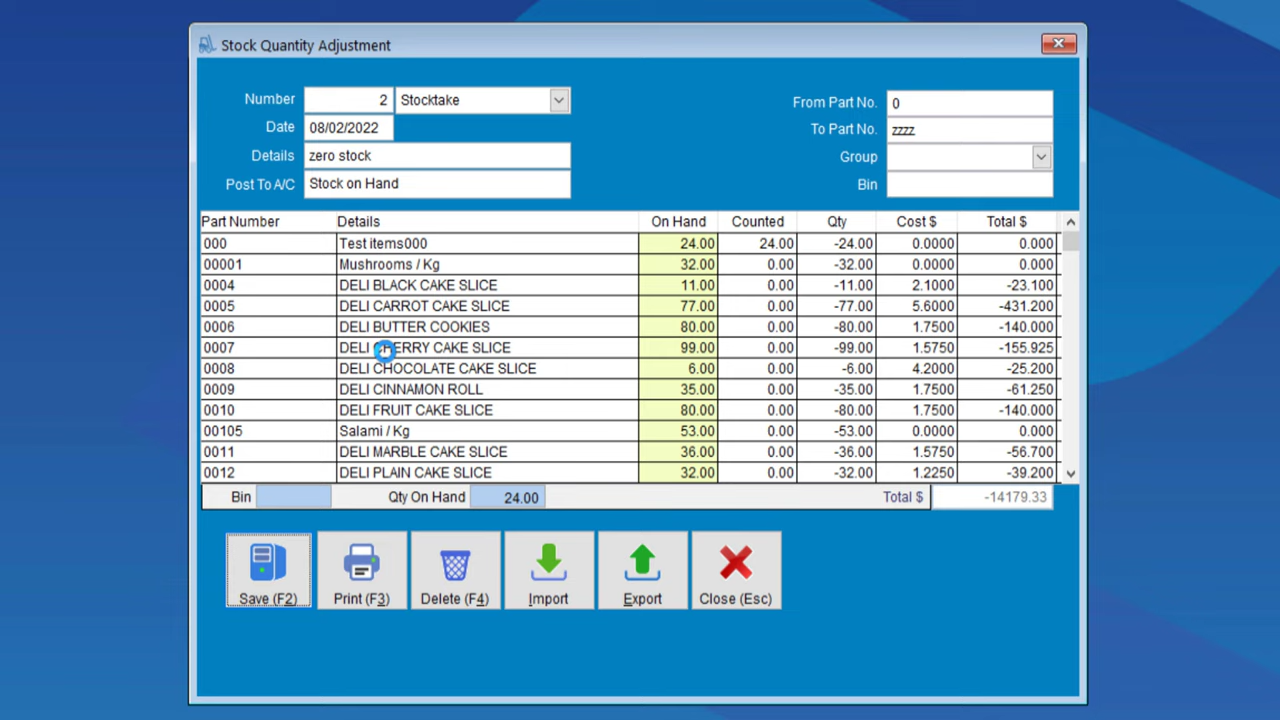 Stock Quantity Adjustment
Number 2 Stocktake
Date 08/02/2022
Details zero stock
Post To A/C Stock on Hand
From Part No. 0
To Part No. zzzz
Group
Bin
Part Number Details On Hand Counted Qty Cost $ Total $
000 Test items000 24.00 24.00 -24.00 0.0000 0.000
00001 Mushrooms / Kg 32.00 0.00 -32.00 0.0000 0.000
0004 DELI BLACK CAKE SLICE 11.00 0.00 -11.00 2.1000 -23.100
0005 DELI CARROT CAKE SLICE 77.00 0.00 -77.00 5.6000 -431.200
0006 DELI BUTTER COOKIES 80.00 0.00 -80.00 1.7500 -140.000
0007 DELI CHERRY CAKE SLICE 99.00 0.00 -99.00 1.5750 -155.925
0008 DELI CHOCOLATE CAKE SLICE 6.00 0.00 -6.00 4.2000 -25.200
0009 DELI CINNAMON ROLL 35.00 0.00 -35.00 1.7500 -61.250
0010 DELI FRUIT CAKE SLICE 80.00 0.00 -80.00 1.7500 -140.000
00105 Salami / Kg 53.00 0.00 -53.00 0.0000 0.000
0011 DELI MARBLE CAKE SLICE 36.00 0.00 -36.00 1.5750 -56.700
0012 DELI PLAIN CAKE SLICE 32.00 0.00 -32.00 1.2250 -39.200
Bin Qty On Hand 24.00 Total $ -14179.33
Save (F2) Print (F3) Delete (F4) Import Export Close (Esc)